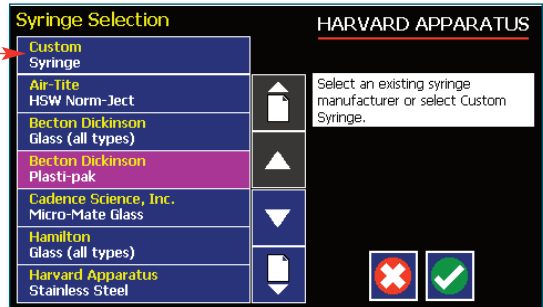 Syringe Selection
HARVARD APPARATUS
Custom
Syringe
Air-Tite
HSW Norm-Ject
Becton Dickinson
Glass (all types)
Becton Dickinson
Plasti-pak
Cadence Science, Inc.
Micro-Mate Glass
Hamilton
Glass (all types)
Harvard Apparatus
Stainless Steel
Select an existing syringe
manufacturer or select Custom
Syringe.